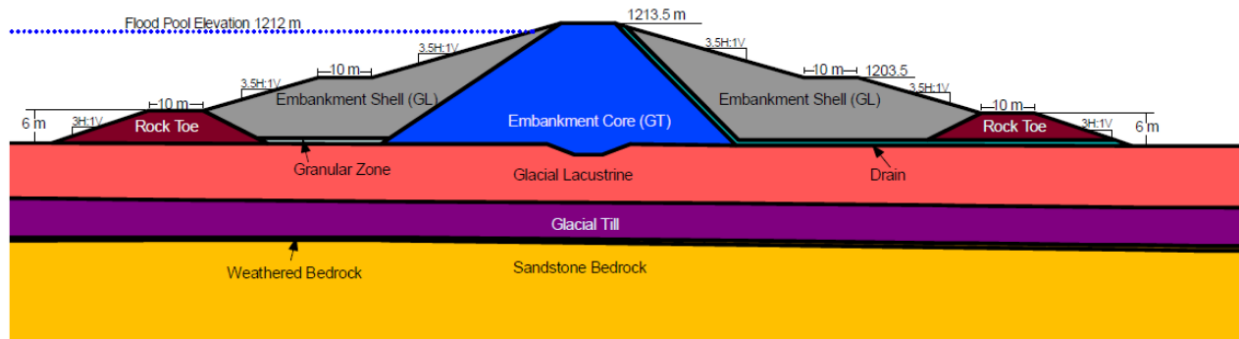 Flood Pool Elevation 1212 m
1213.5 m
3.5H:1V
3.5H:1V
10 m
10 m
1203.5
3.5H:1V
3.5H:1V
10 m
Embankment Shell (GL)
Embankment Shell (GL)
10 m
6 m
3H:1V
Rock Toe
Embankment Core (GT)
Rock Toe
3H:1V
6 m
Granular Zone
Glacial Lacustrine
Drain
Glacial Till
Weathered Bedrock
Sandstone Bedrock